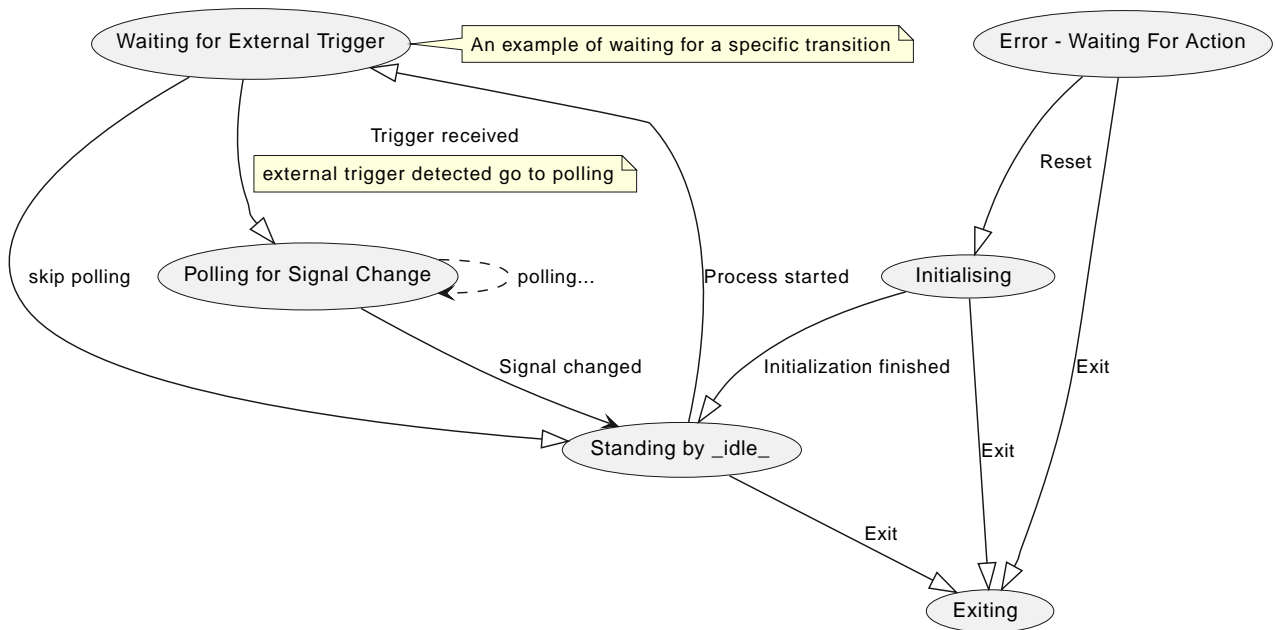 Waiting for External Trigger
An example of waiting for a specific transition
Error - Waiting For Action
Trigger received
external trigger detected go to polling
Reset
skip polling
Polling for Signal Change
polling...
Process started
Initialising
Signal changed
Initialization finished
Exit
Standing by _idle_
Exit
Exit
Exiting